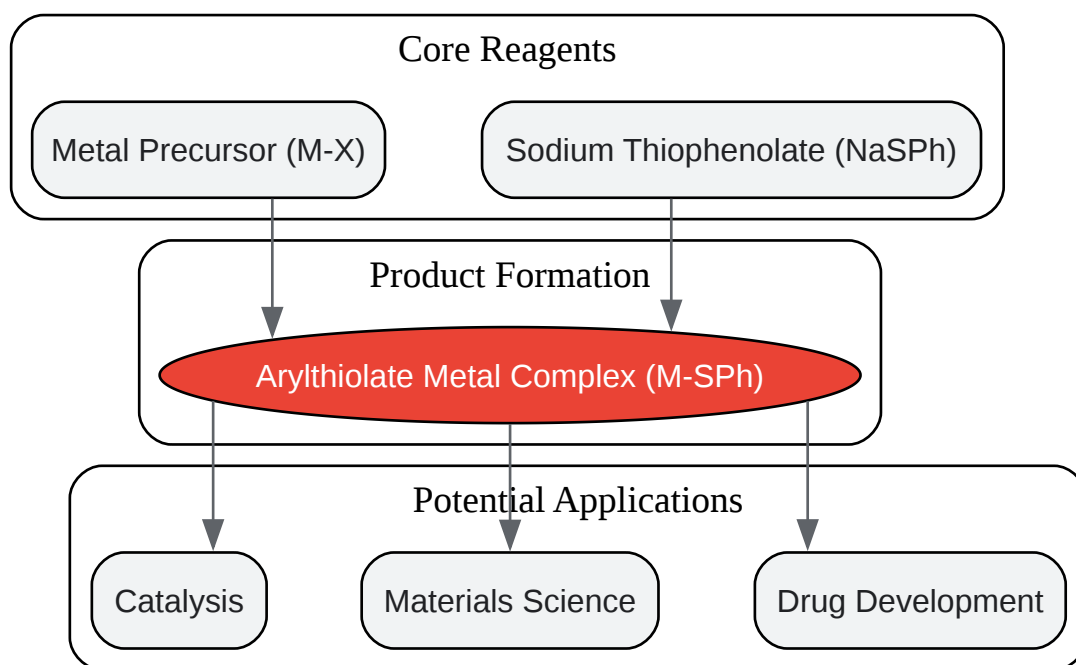 Core Reagents
Metal Precursor (M-X)
Sodium Thiophenolate (NaSPh)
Product Formation
Arylthiolate Metal Complex (M-SPh)
Potential Applications
Catalysis
Materials Science
Drug Development